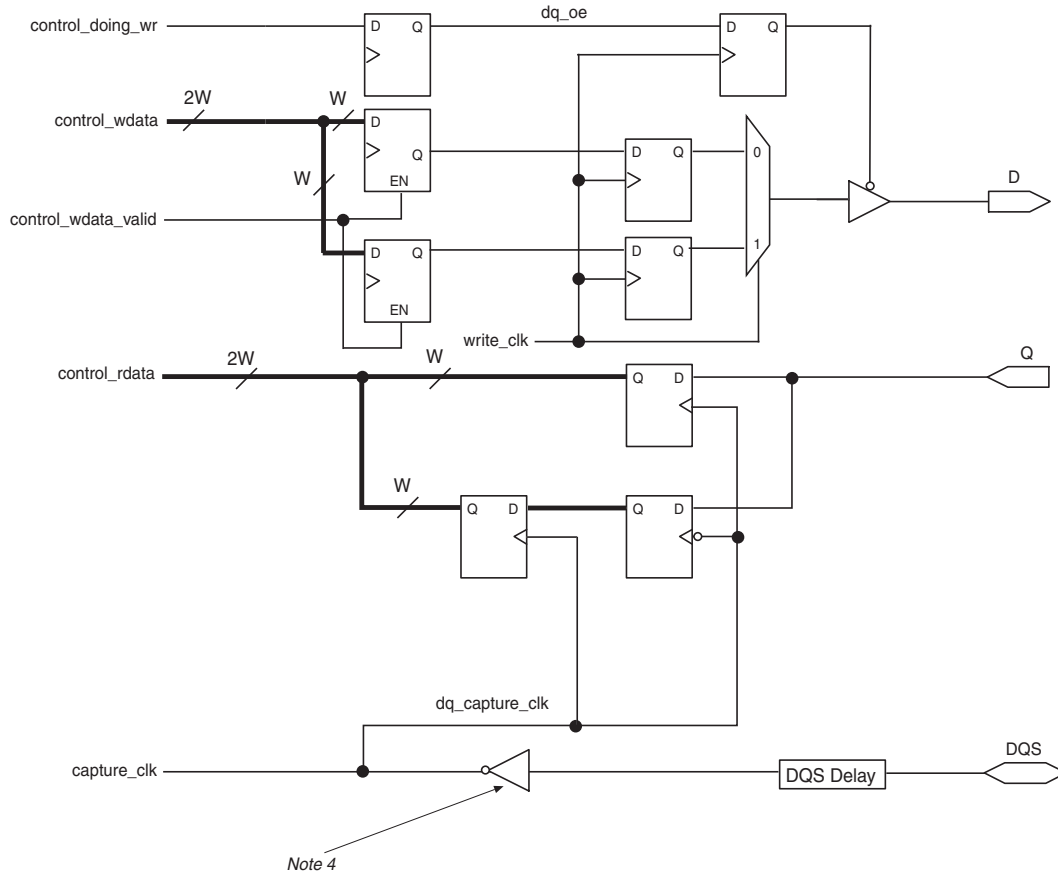 control_doing_wr
D Q
dq_oe
D Q
2W
W
control_wdata
D
Q
EN
W
D Q
0
D
control_wdata_valid
D Q
EN
D Q
1
write_clk
control_rdata
2W
W
Q D
Q
W
Q D
Q D
dq_capture_clk
capture_clk
DQS Delay
DQS
Note 4